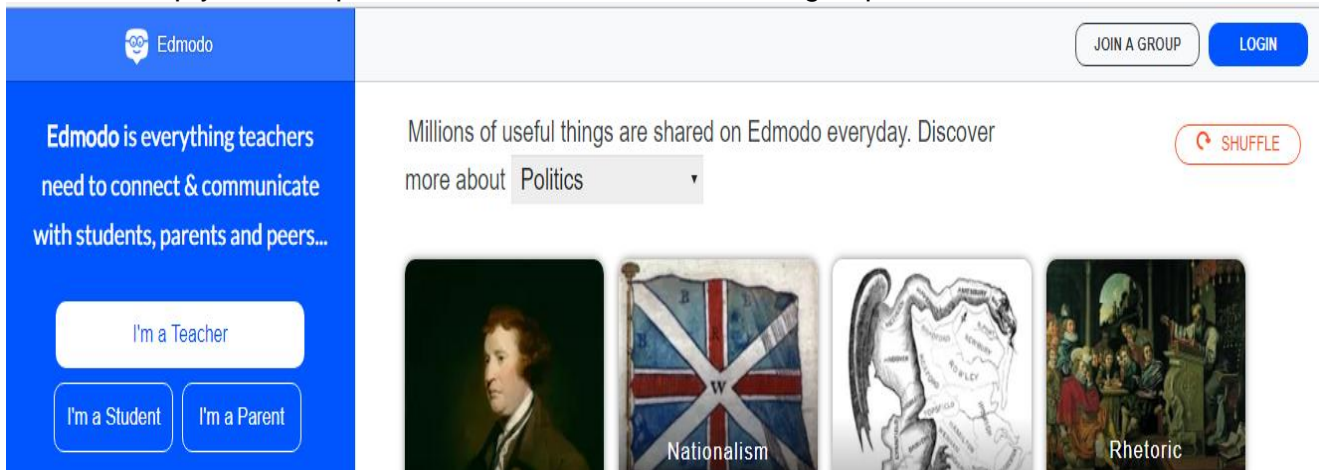 Edmodo
JOIN A GROUP
LOGIN
Edmodo is everything teachers
need to connect & communicate
with students, parents and peers...
I'm a Teacher
I'm a Student
I'm a Parent
Millions of useful things are shared on Edmodo everyday. Discover
more about Politics
SHUFFLE
Nationalism
Rhetoric